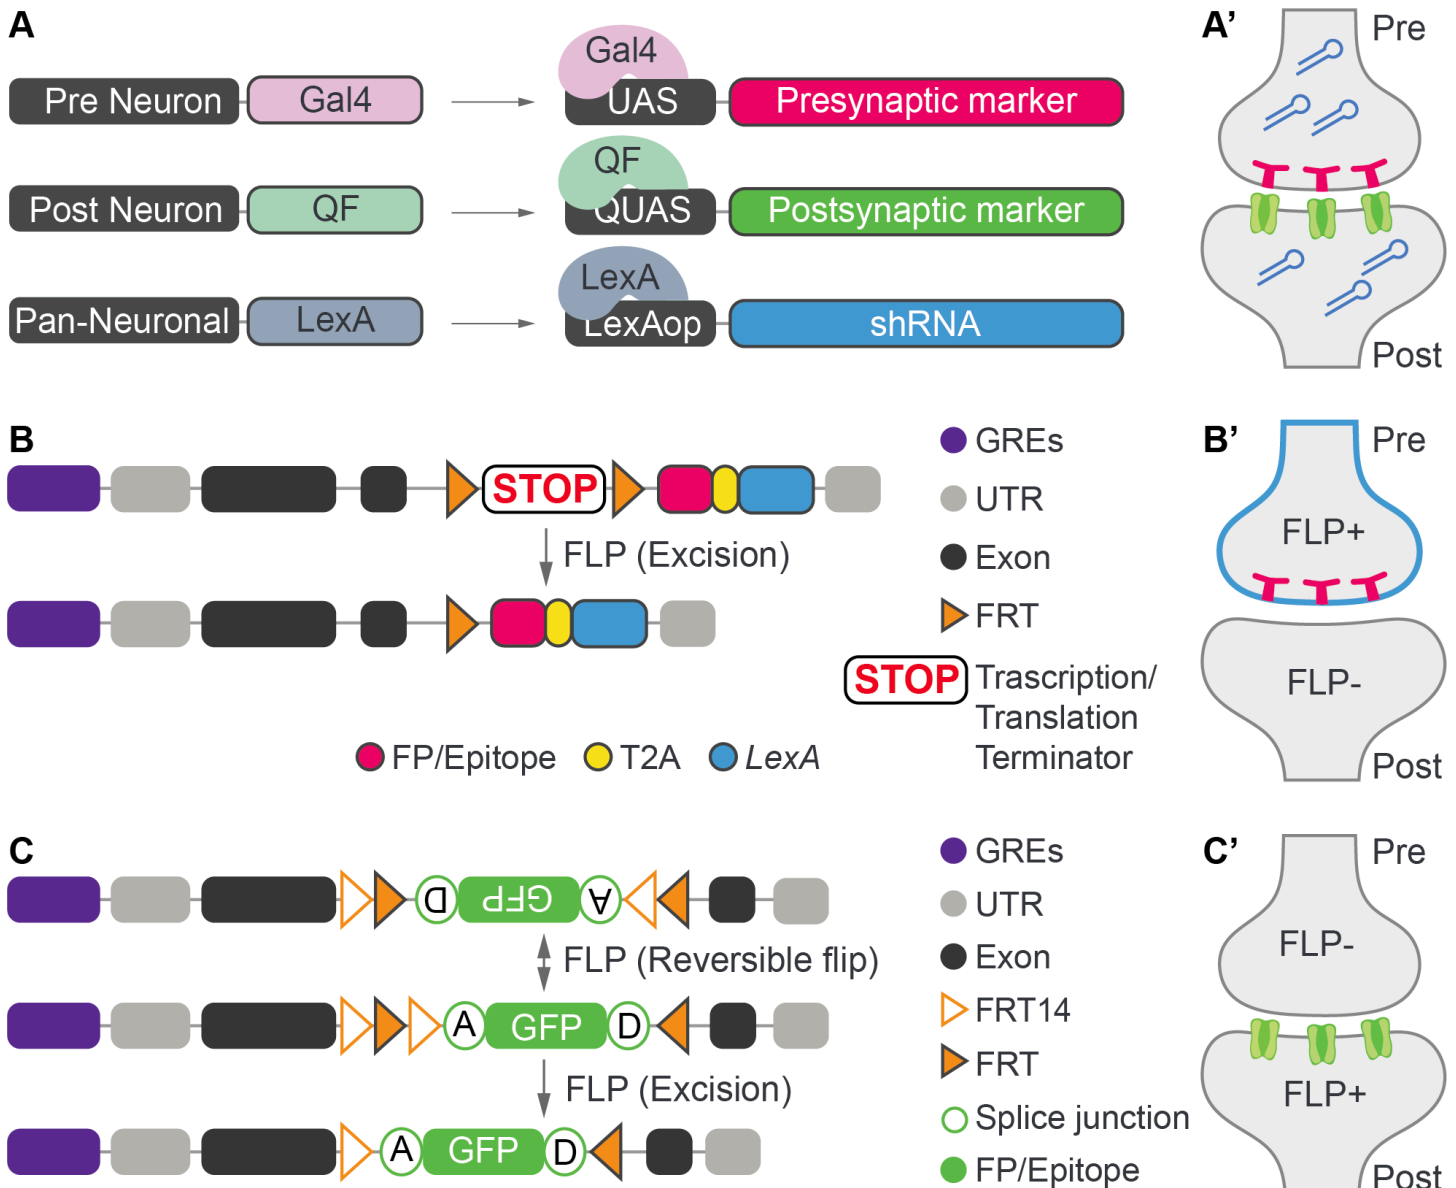 A
Gal4
Pre Neuron Gal4 UAS Presynaptic marker
QF
Post Neuron QF QUAS Postsynaptic marker
LexA
Pan-Neuronal LexA LexAop shRNA
A’
Pre
Post
B
STOP
FLP (Excision)
FP/Epitope T2A LexA
GREs
UTR
Exon
FRT
STOP Trascription/
Translation
Terminator
B’
Pre
FLP+
FLP-
Post
C
D GFP A
FLP (Reversible flip)
A GFP D
FLP (Excision)
A GFP D
GREs
UTR
Exon
FRT14
FRT
Splice junction
FP/Epitope
C’
Pre
FLP-
FLP+
Post